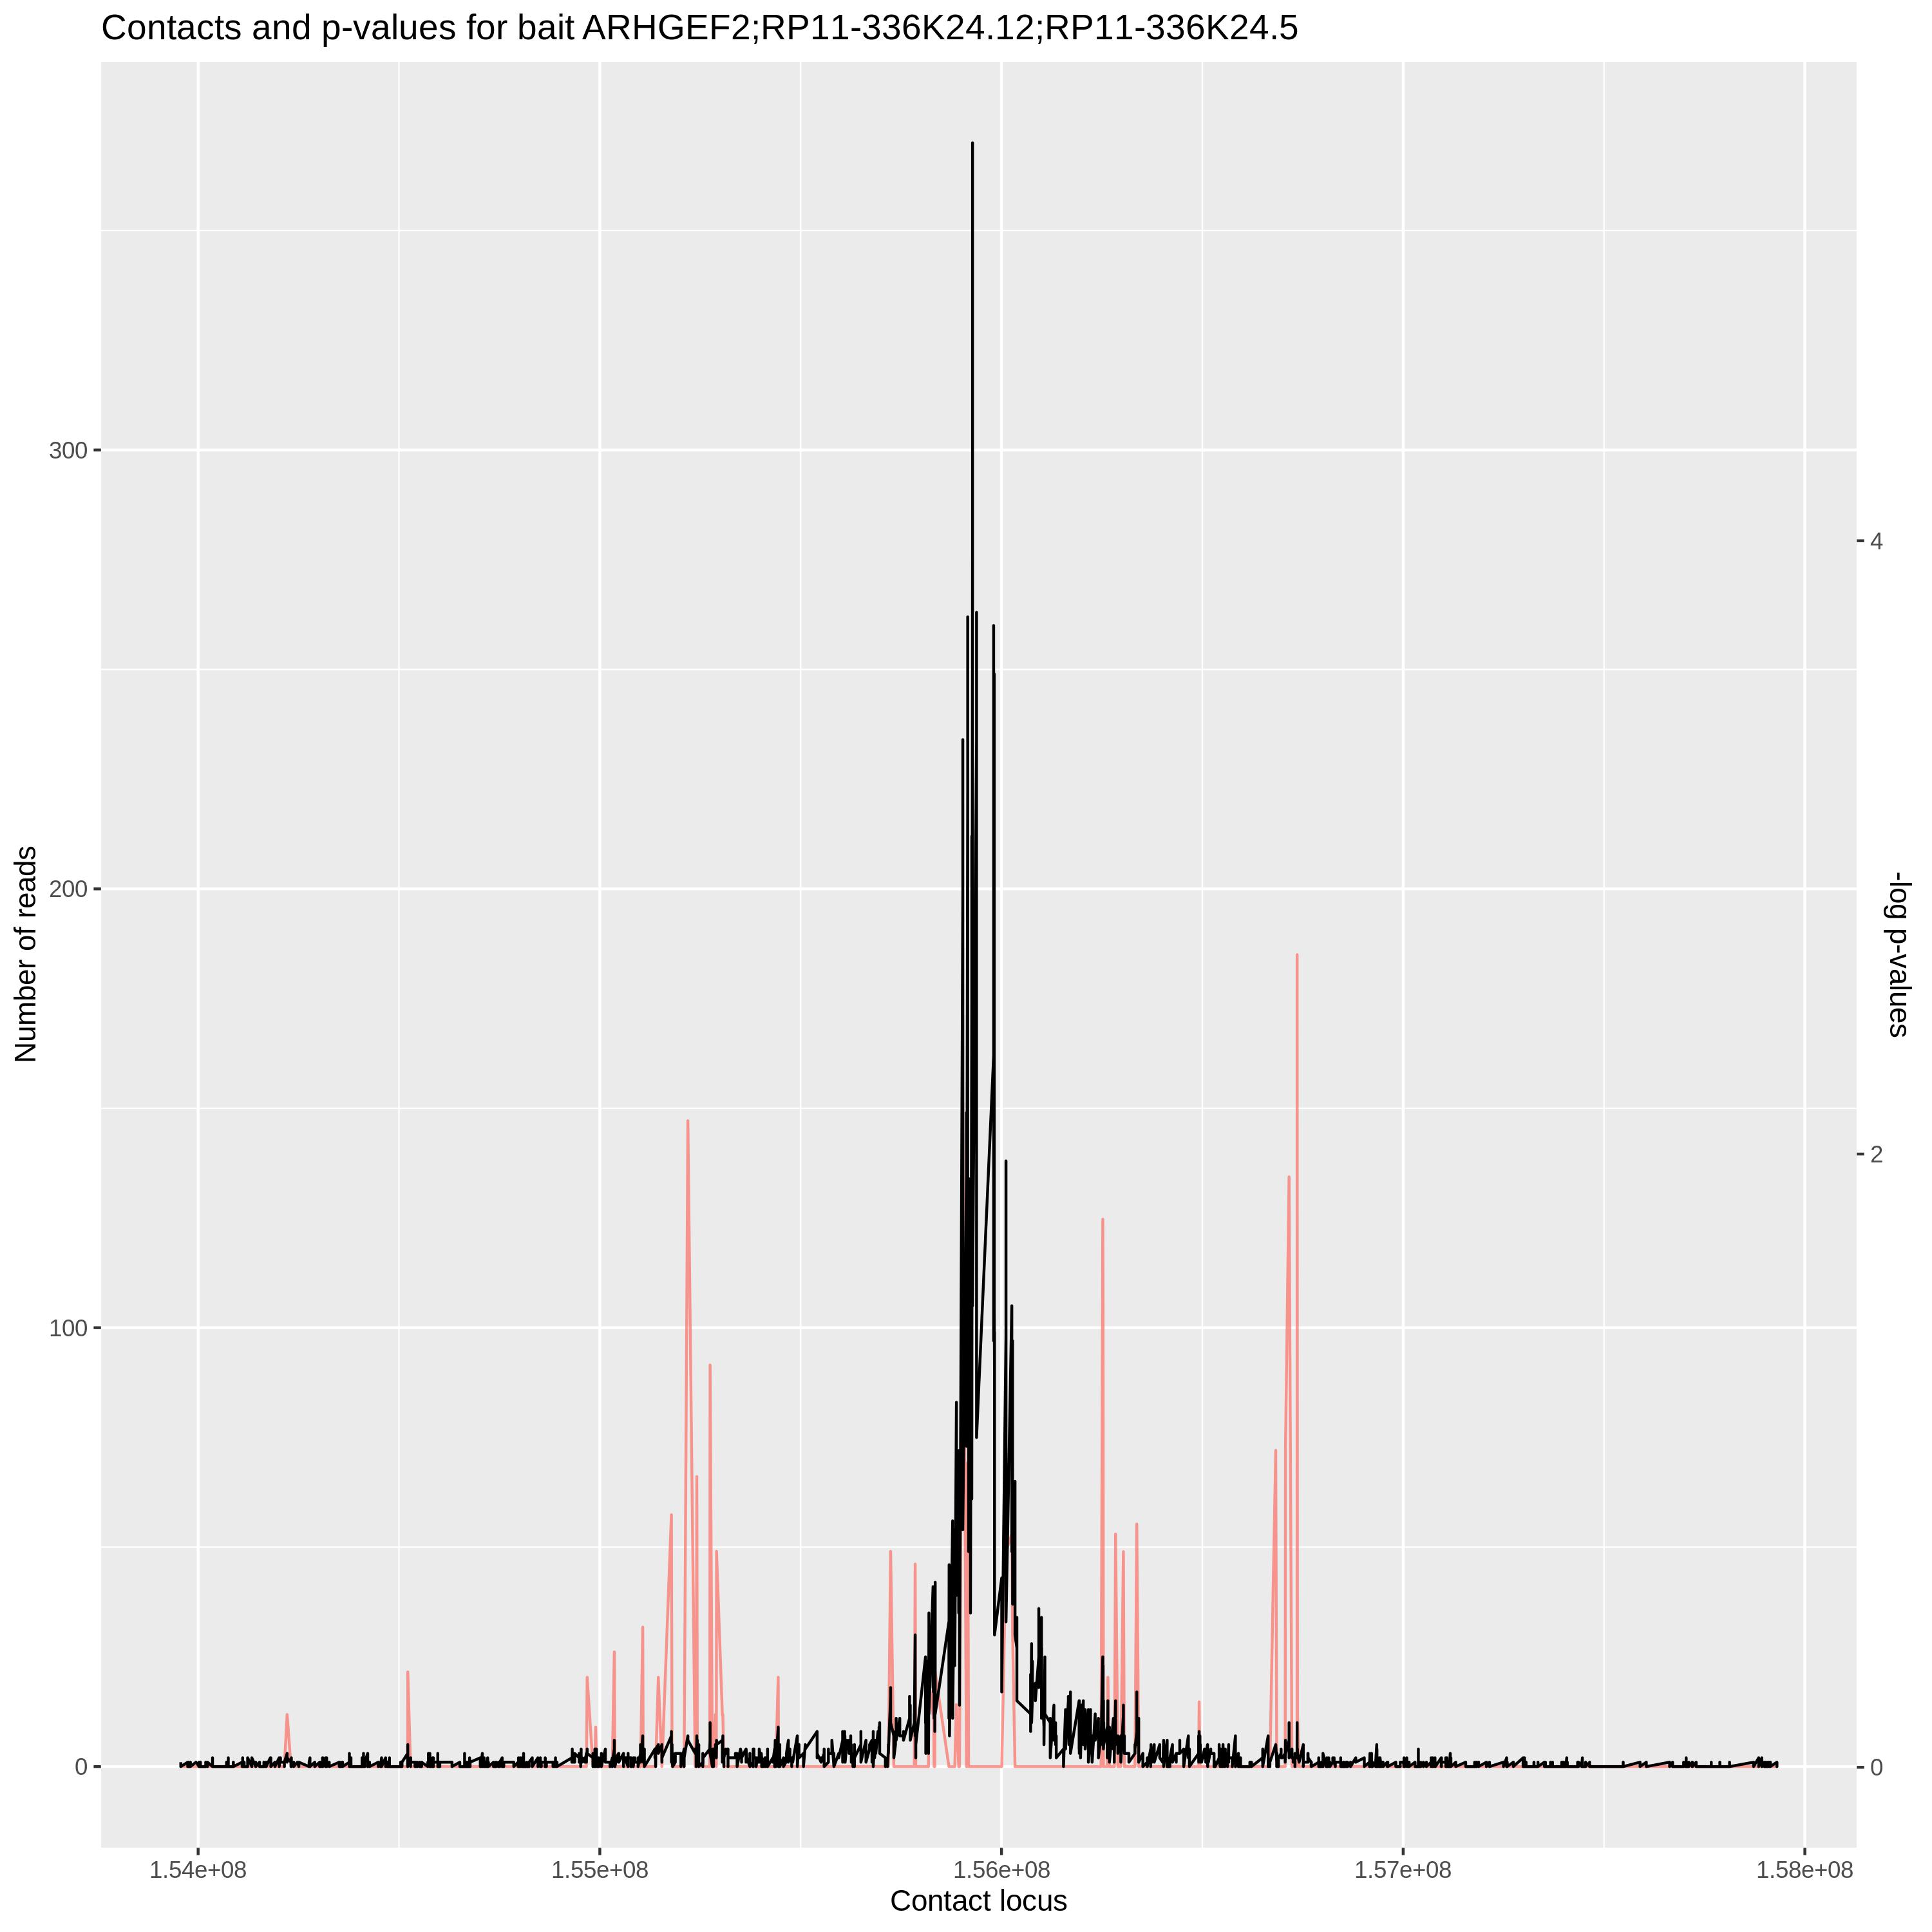 Contacts and p-values for bait ARHGEF2;RP11-336K24.12;RP11-336K24.5
Number of reads
300
200
100
0
4
2
0
-log p-values
1.54e+08
1.55e+08
1.56e+08
1.57e+08
1.58e+08
Contact locus